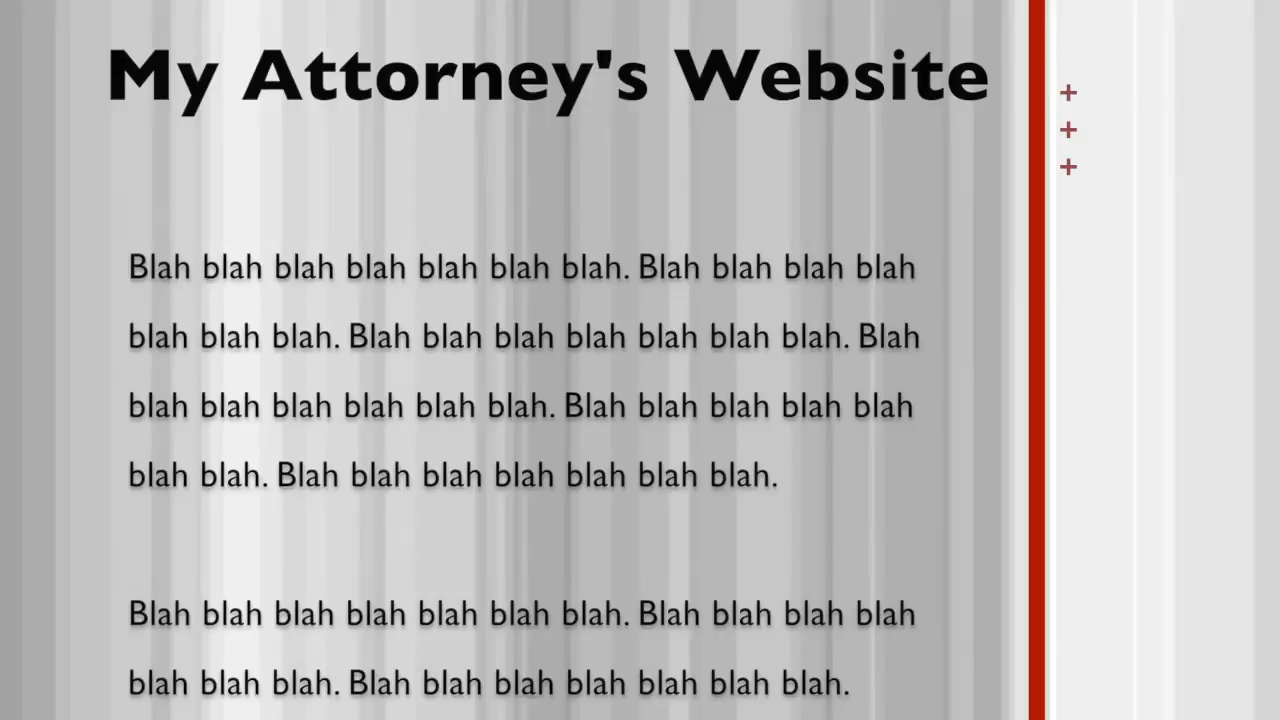 My Attorney's Website
+
+
+
Blah blah blah blah blah blah blah. Blah blah blah blah
blah blah blah. Blah blah blah blah blah blah blah. Blah
blah blah blah blah blah blah. Blah blah blah blah blah
blah blah. Blah blah blah blah blah blah blah.
Blah blah blah blah blah blah blah. Blah blah blah blah
blah blah blah. Blah blah blah blah blah blah blah.